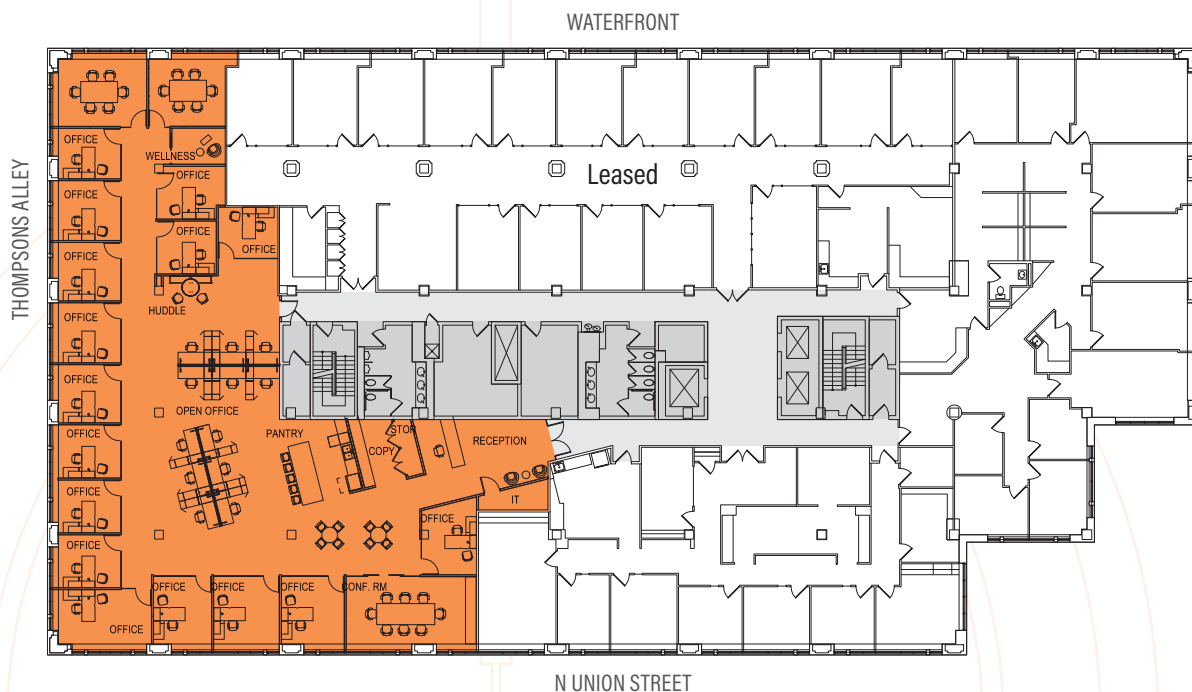 WATERFRONT
THOMPSONS ALLEY
Leased
OFFICE
WELLNESS
OFFICE
OFFICE
OFFICE
OFFICE
OFFICE
HUDDLE
OFFICE
OFFICE
OPEN OFFICE
PANTRY
STOR
COPY
RECEPTION
OFFICE
OFFICE
IT
OFFICE
OFFICE
OFFICE
OFFICE
OFFICE
CONF. RM
OFFICE
N UNION STREET